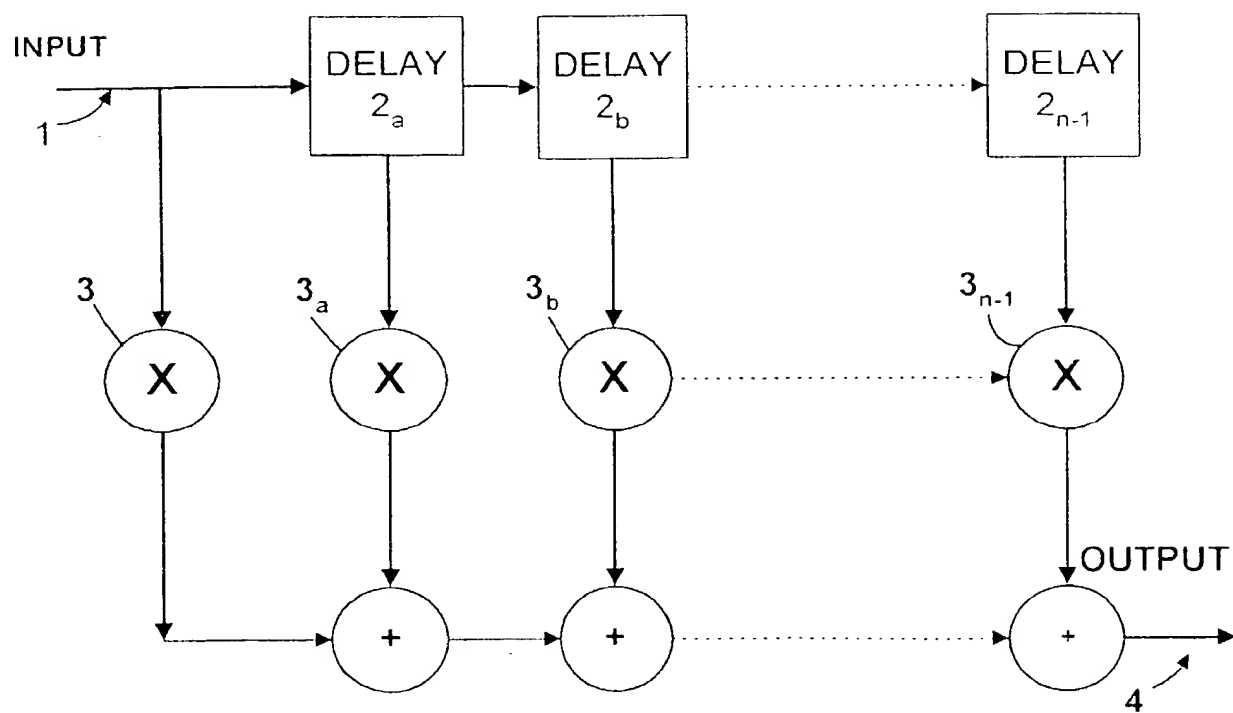 INPUT
1
DELAY
2a
DELAY
2b
DELAY
2n-1
3
3a
3b
3n-1
X
X
X
X
OUTPUT
+
+
+
4